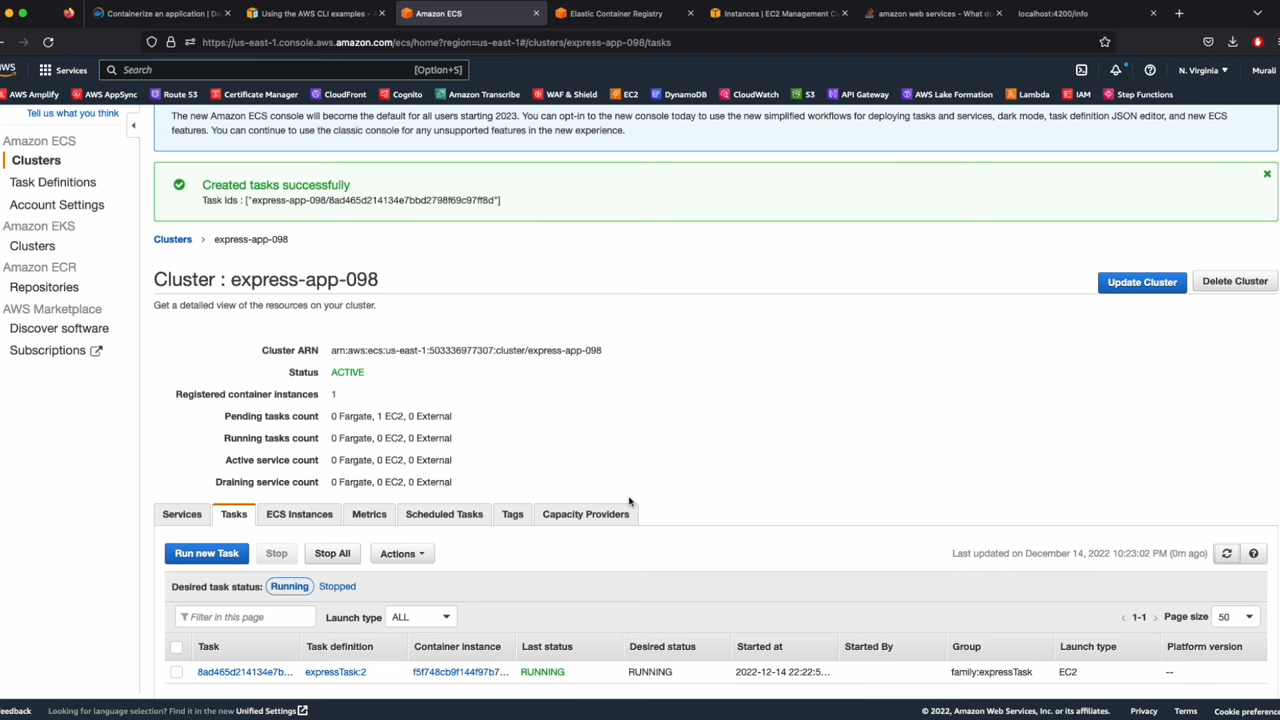 Containerize an application | Do
Using the AWS CLI examples - A
Amazon ECS
Elastic Container Registry
Instances | EC2 Management C
amazon web services - What do
localhost:4200/info
https://us-east-1.console.aws.amazon.com/ecs/home?region=us-east-1#/clusters/express-app-098/tasks
aws Services Search [Option+S] N. Virginia Murali
AWS Amplify AWS AppSync Route 53 Certificate Manager CloudFront Cognito Amazon Transcribe WAF & Shield EC2 DynamoDB CloudWatch S3 API Gateway AWS Lake Formation Lambda IAM Step Functions
Tell us what you think
Amazon ECS
Clusters
Task Definitions
Account Settings
Amazon EKS
Clusters
Amazon ECR
Repositories
AWS Marketplace
Discover software
Subscriptions
The new Amazon ECS console will become the default for all users starting 2023. You can opt-in to the new console today to use the new simplified workflows for deploying tasks and services, dark mode, task definition JSON editor, and new ECS
features. You can continue to use the classic console for any unsupported features in the new experience.
Created tasks successfully
Task Ids : ["express-app-098/8ad465d214134e7bbd2798f69c97ff8d"]
Clusters > express-app-098
Cluster : express-app-098
Update Cluster Delete Cluster
Get a detailed view of the resources on your cluster.
Cluster ARN arn:aws:ecs:us-east-1:503336977307:cluster/express-app-098
Status ACTIVE
Registered container instances 1
Pending tasks count 0 Fargate, 1 EC2, 0 External
Running tasks count 0 Fargate, 0 EC2, 0 External
Active service count 0 Fargate, 0 EC2, 0 External
Draining service count 0 Fargate, 0 EC2, 0 External
Services Tasks ECS Instances Metrics Scheduled Tasks Tags Capacity Providers
Run new Task Stop Stop All Actions Last updated on December 14, 2022 10:23:02 PM (0m ago)
Desired task status: Running Stopped
Filter in this page Launch type ALL < 1-1 > Page size 50
Task Task definition Container instance Last status Desired status Started at Started By Group Launch type Platform version
8ad465d214134e7b... expressTask:2 f5f748cb9f144f97b7... RUNNING RUNNING 2022-12-14 22:22:5... family:expressTask EC2 --
eedback Looking for language selection? Find it in the new Unified Settings © 2022, Amazon Web Services, Inc. or its affiliates. Privacy Terms Cookie preference